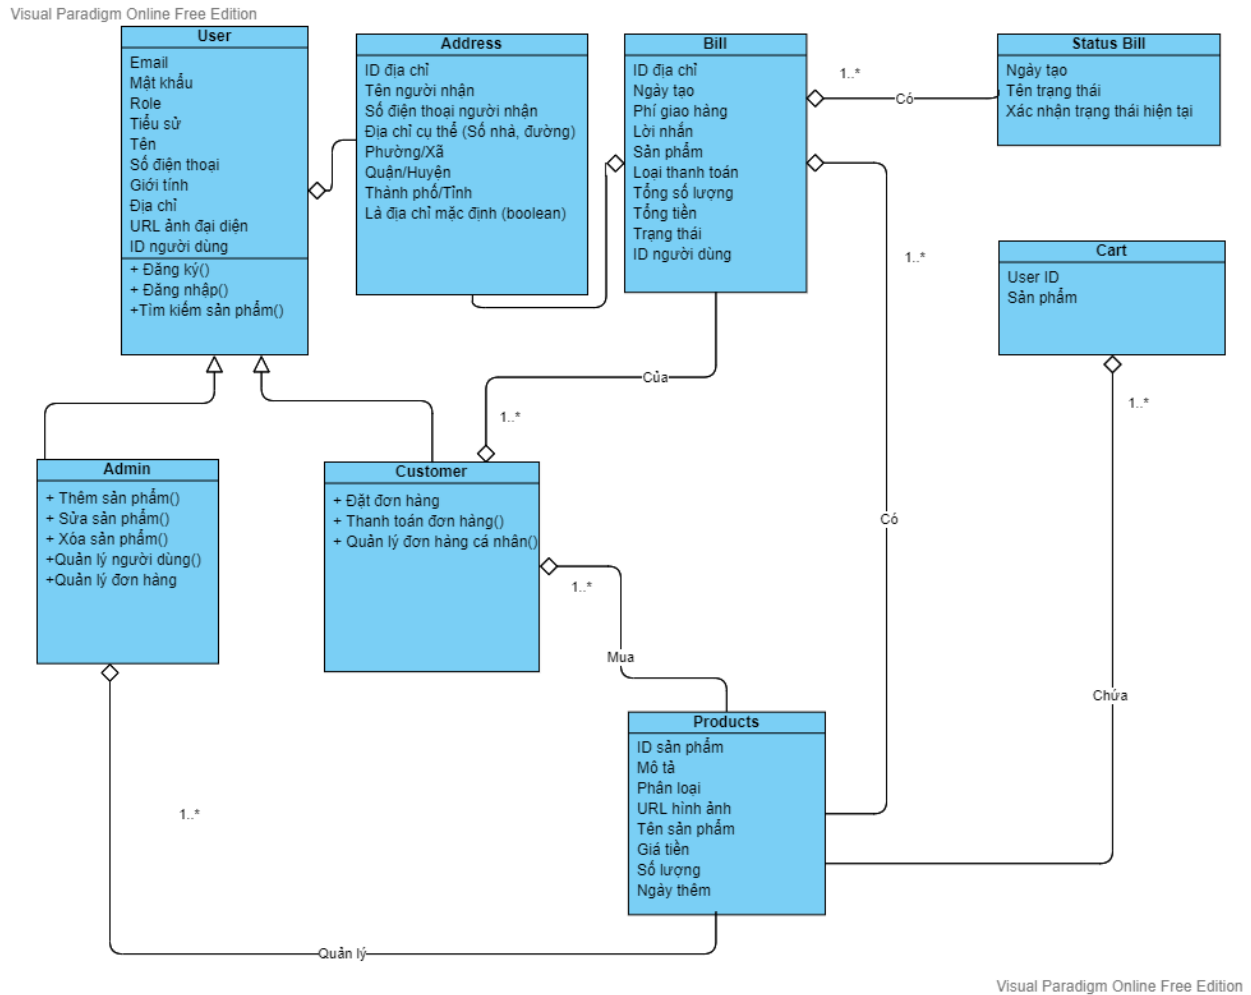 Visual Paradigm Online Free Edition
User
Email
Mật khẩu
Role
Tiểu sử
Tên
Số điện thoại
Giới tính
Địa chỉ
URL ảnh đại diện
ID người dùng
+ Đăng ký()
+ Đăng nhập()
+Tìm kiếm sản phẩm()
Address
ID địa chỉ
Tên người nhận
Số điện thoại người nhận
Địa chỉ cụ thể (Số nhà, đường)
Phường/Xã
Quận/Huyện
Thành phố/Tỉnh
Là địa chỉ mặc định (boolean)
Bill
ID địa chỉ
Ngày tạo
Phí giao hàng
Lời nhắn
Sản phẩm
Loại thanh toán
Tổng số lượng
Tổng tiền
Trạng thái
ID người dùng
1..*
Có
Status Bill
Ngày tạo
Tên trạng thái
Xác nhận trạng thái hiện tại
1..*
Cart
User ID
Sản phẩm
Của
1..*
1..*
Admin
+ Thêm sản phẩm()
+ Sửa sản phẩm()
+ Xóa sản phẩm()
+Quản lý người dùng()
+Quản lý đơn hàng
Customer
+ Đặt đơn hàng
+ Thanh toán đơn hàng()
+ Quản lý đơn hàng cá nhân()
Có
1..*
Mua
Chứa
Products
ID sản phẩm
Mô tả
Phân loại
URL hình ảnh
Tên sản phẩm
Giá tiền
Số lượng
Ngày thêm
1..*
Quản lý
Visual Paradigm Online Free Edition